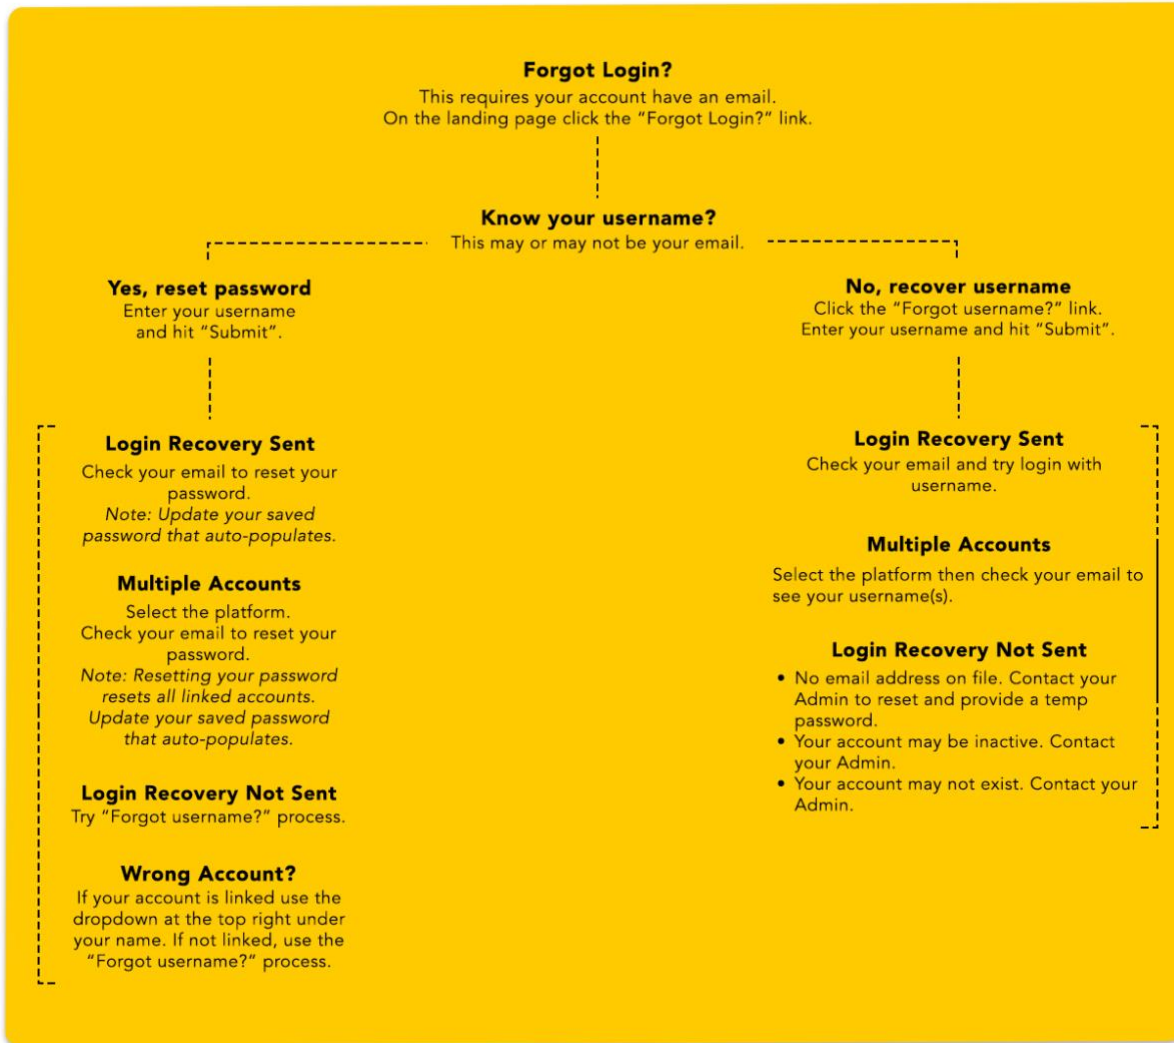 Forgot Login?
This requires your account have an email.
On the landing page click the “Forgot Login?” link.
Know your username?
This may or may not be your email.
Yes, reset password
Enter your username
and hit “Submit”.
Login Recovery Sent
Check your email to reset your
password.
Note: Update your saved
password that auto-populates.
Multiple Accounts
Select the platform.
Check your email to reset your
password.
Note: Resetting your password
resets all linked accounts.
Update your saved password
that auto-populates.
Login Recovery Not Sent
Try “Forgot username?” process.
Wrong Account?
If your account is linked use the
dropdown at the top right under
your name. If not linked, use the
“Forgot username?” process.
No, recover username
Click the “Forgot username?” link.
Enter your username and hit “Submit”.
Login Recovery Sent
Check your email and try login with
username.
Multiple Accounts
Select the platform then check your email to
see your username(s).
Login Recovery Not Sent
• No email address on file. Contact your
Admin to reset and provide a temp
password.
• Your account may be inactive. Contact
your Admin.
• Your account may not exist. Contact your
Admin.